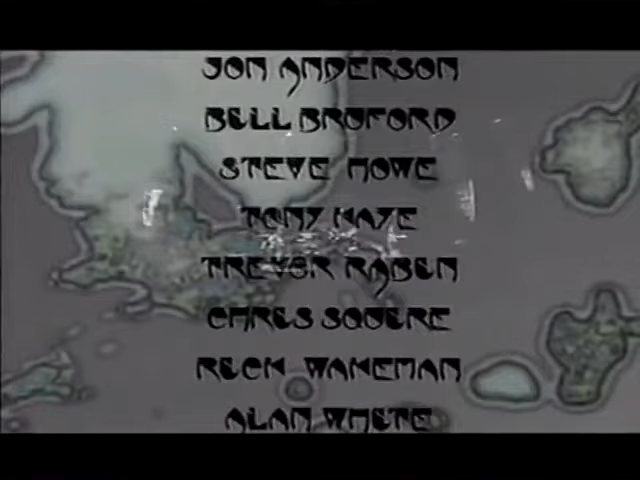 JON ANDERSON
BILL BRUFORD
STEVE HOWE
TONY KAYE
TREVOR RABIN
CHRIS SQUIRE
RICK WAKEMAN
ALAN WHITE